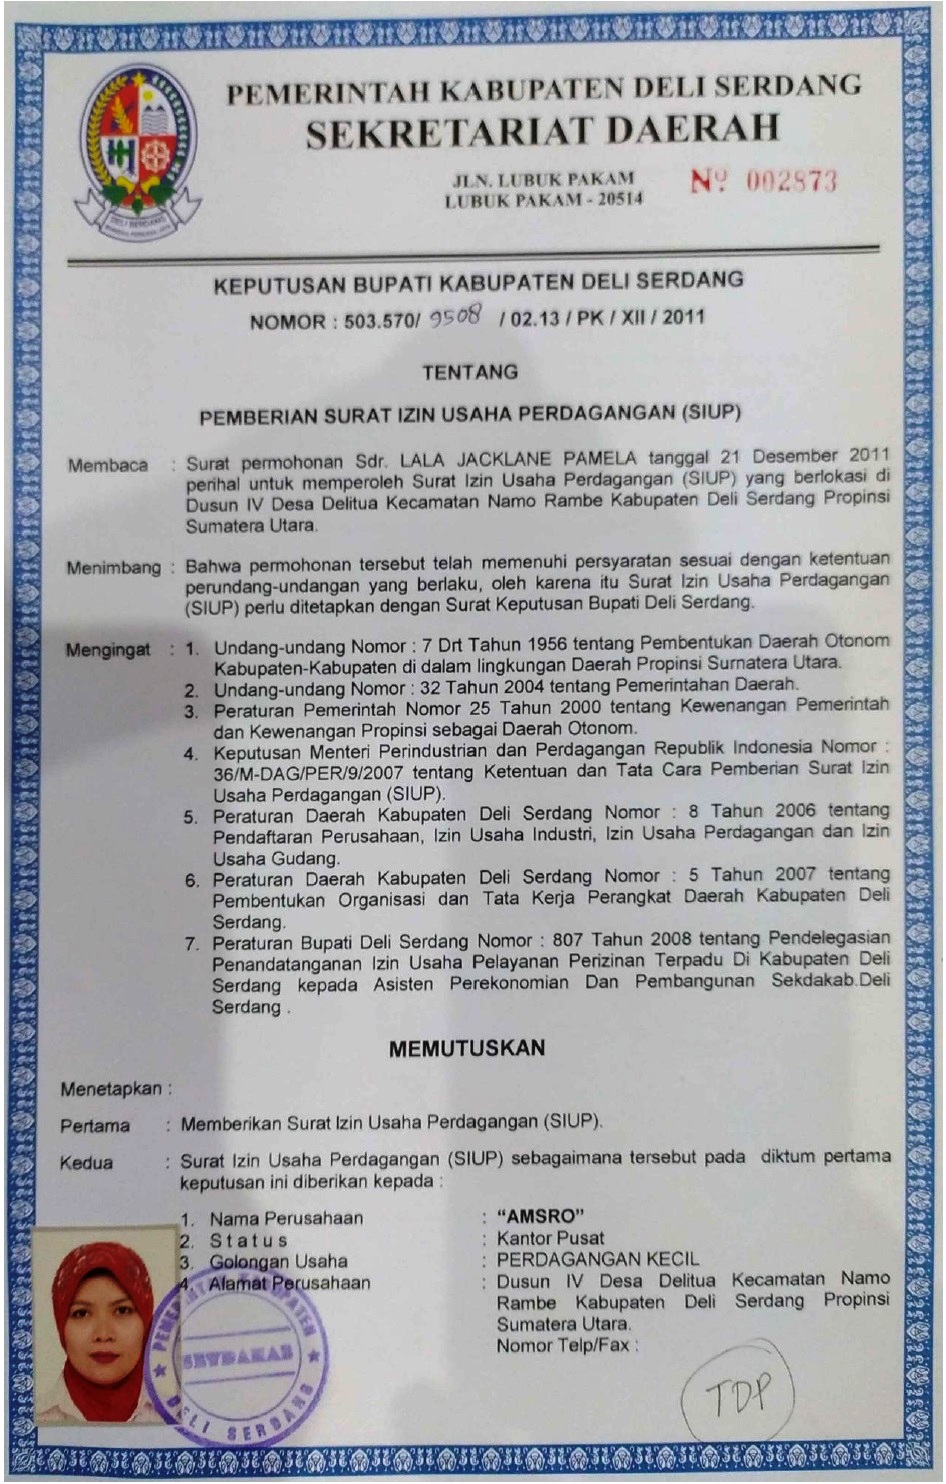 PEMERINTAH KABUPATEN DELI SERDANG
SEKRETARIAT DAERAH
JLN. LUBUK PAKAM
LUBUK PAKAM - 20514
Nº 002873
DELI SERDANG
KEPUTUSAN BUPATI KABUPATEN DELI SERDANG
NOMOR : 503.570/ 9508 / 02.13 / PK / XII / 2011
TENTANG
PEMBERIAN SURAT IZIN USAHA PERDAGANGAN (SIUP)
Membaca : Surat permohonan Sdr. LALA JACKLANE PAMELA tanggal 21 Desember 2011
perihal untuk memperoleh Surat Izin Usaha Perdagangan (SIUP) yang berlokasi di
Dusun IV Desa Delitua Kecamatan Namo Rambe Kabupaten Deli Serdang Propinsi
Sumatera Utara.
Menimbang : Bahwa permohonan tersebut telah memenuhi persyaratan sesuai dengan ketentuan
perundang-undangan yang berlaku, oleh karena itu Surat Izin Usaha Perdagangan
(SIUP) perlu ditetapkan dengan Surat Keputusan Bupati Deli Serdang.
Mengingat : 1. Undang-undang Nomor : 7 Drt Tahun 1956 tentang Pembentukan Daerah Otonom
Kabupaten-Kabupaten di dalam lingkungan Daerah Propinsi Surnatera Utara.
2. Undang-undang Nomor : 32 Tahun 2004 tentang Pemerintahan Daerah.
3. Peraturan Pemerintah Nomor 25 Tahun 2000 tentang Kewenangan Pemerintah
dan Kewenangan Propinsi sebagai Daerah Otonom.
4. Keputusan Menteri Perindustrian dan Perdagangan Republik Indonesia Nomor :
36/M-DAG/PER/9/2007 tentang Ketentuan dan Tata Cara Pemberian Surat Izin
Usaha Perdagangan (SIUP).
5. Peraturan Daerah Kabupaten Deli Serdang Nomor : 8 Tahun 2006 tentang
Pendaftaran Perusahaan, Izin Usaha Industri, Izin Usaha Perdagangan dan Izin
Usaha Gudang.
6. Peraturan Daerah Kabupaten Deli Serdang Nomor : 5 Tahun 2007 tentang
Pembentukan Organisasi dan Tata Kerja Perangkat Daerah Kabupaten Deli
Serdang.
7. Peraturan Bupati Deli Serdang Nomor : 807 Tahun 2008 tentang Pendelegasian
Penandatanganan Izin Usaha Pelayanan Perizinan Terpadu Di Kabupaten Deli
Serdang kepada Asisten Perekonomian Dan Pembangunan Sekdakab.Deli
Serdang .
MEMUTUSKAN
Menetapkan :
Pertama : Memberikan Surat Izin Usaha Perdagangan (SIUP).
Kedua : Surat Izin Usaha Perdagangan (SIUP) sebagaimana tersebut pada diktum pertama
keputusan ini diberikan kepada :
1. Nama Perusahaan : “AMSRO”
2. Status : Kantor Pusat
3. Golongan Usaha : PERDAGANGAN KECIL
4. Alamat Perusahaan : Dusun IV Desa Delitua Kecamatan Namo
Rambe Kabupaten Deli Serdang Propinsi
Sumatera Utara.
Nomor Telp/Fax :
SEKDAKAB
DELI SERDANG
TDP